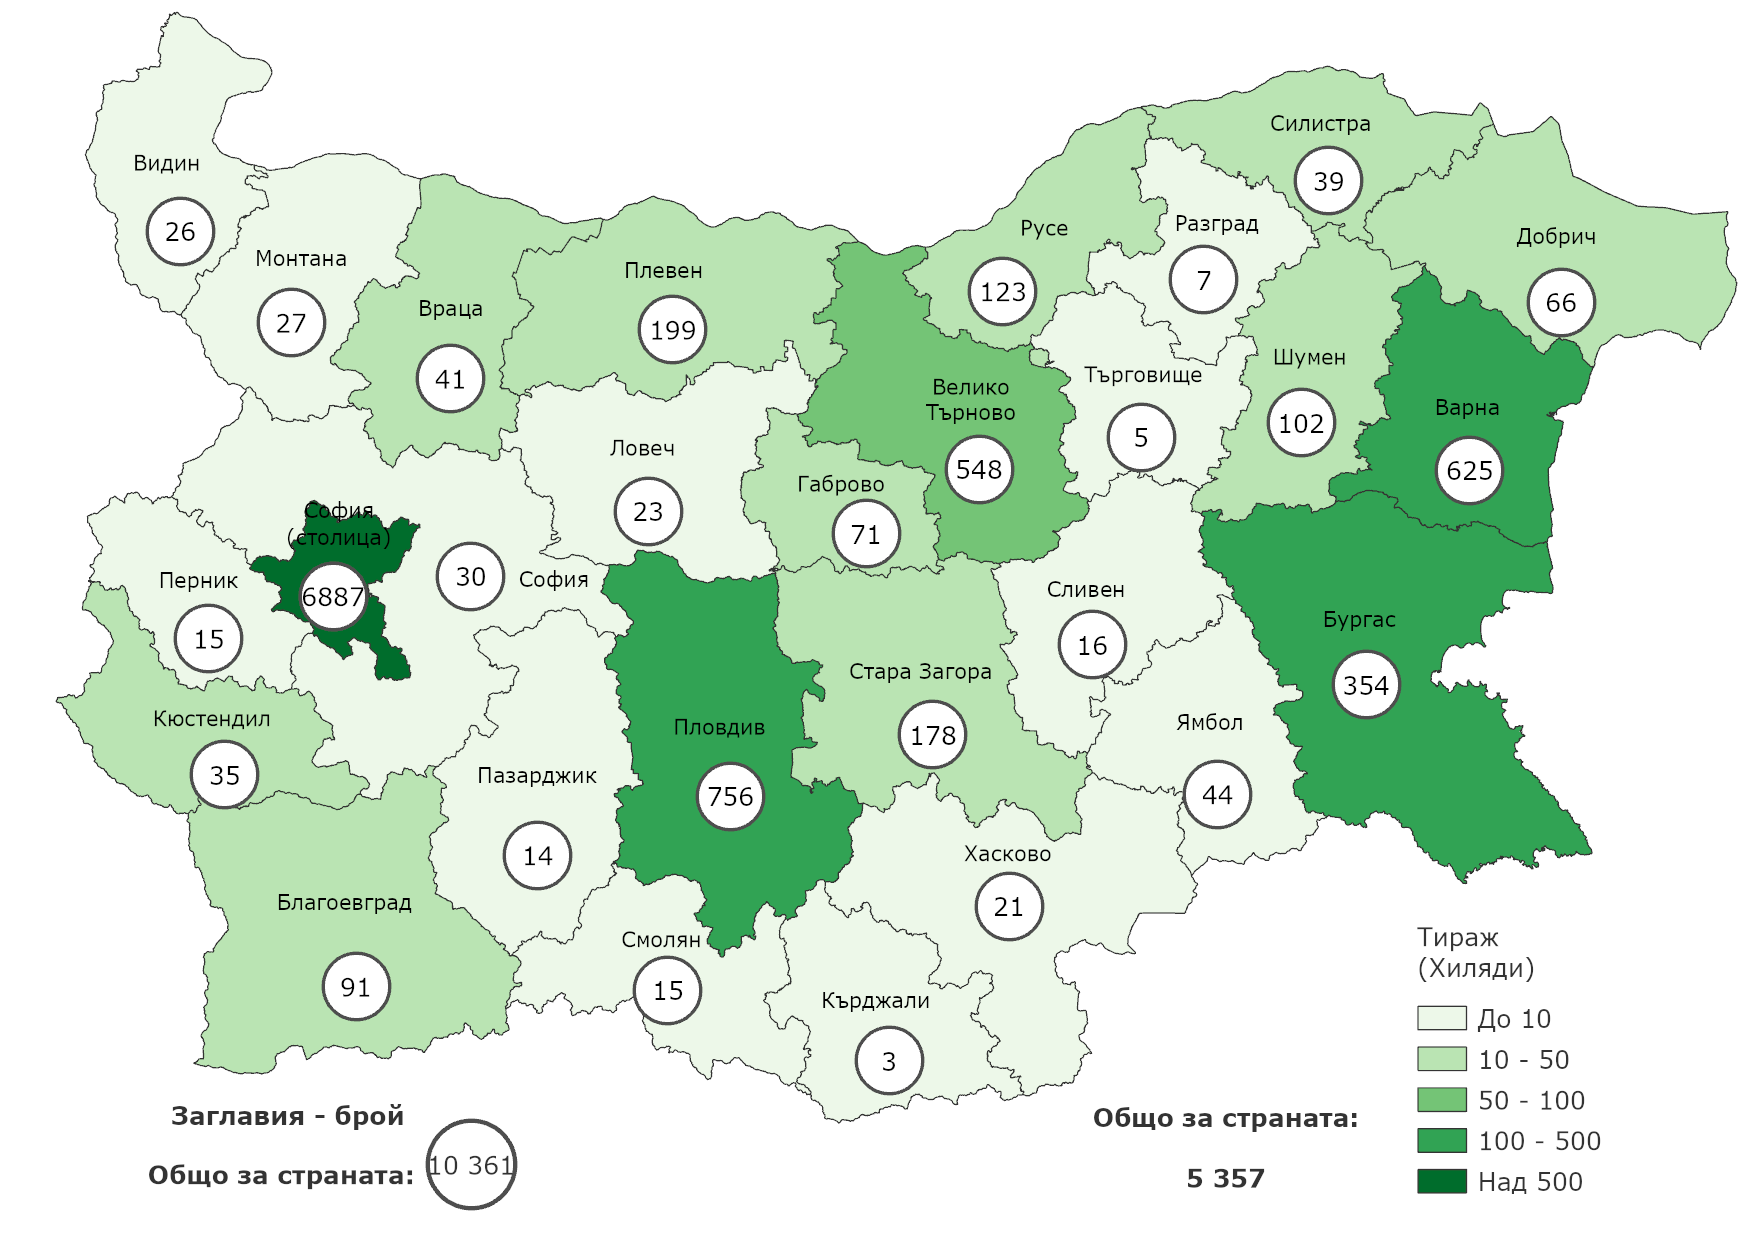 Видин
26
Монтана
27
Враца
41
Плевен
199
Русе
123
Силистра
39
Разград
7
Добрич
66
Велико
Търново
548
Търговище
5
Шумен
102
Варна
625
Ловеч
23
Габрово
71
София
(столица)
6887
30
София
Перник
15
Кюстендил
35
Пловдив
756
Стара Загора
178
Сливен
16
Бургас
354
Ямбол
44
Пазарджик
14
Благоевград
91
Хасково
21
Смолян
15
Кърджали
3
Заглавия - брой
Общо за страната:
10 361
Общо за страната:
5 357
Тираж
(Хиляди)
До 10
10 - 50
50 - 100
100 - 500
Над 500